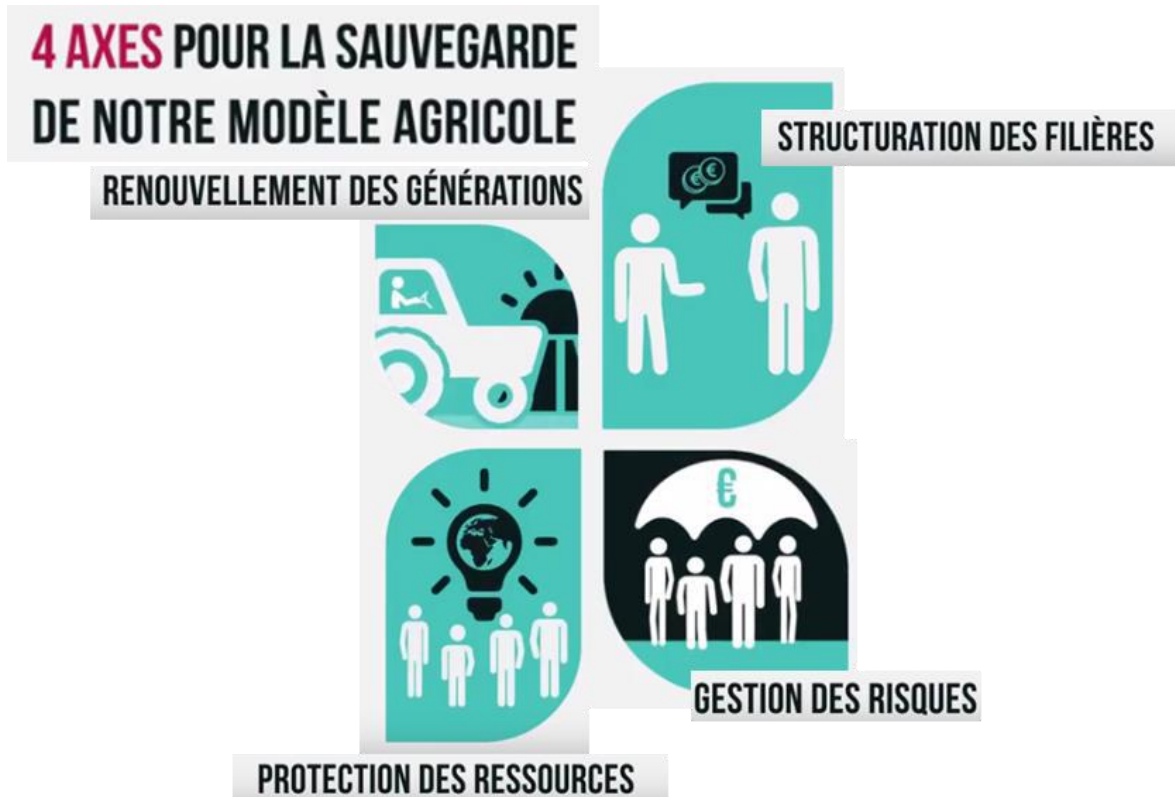 4 AXES POUR LA SAUVEGARDE
DE NOTRE MODÈLE AGRICOLE
STRUCTURATION DES FILIÈRES
RENOUVELLEMENT DES GÉNÉRATIONS
€ €
€
GESTION DES RISQUES
PROTECTION DES RESSOURCES